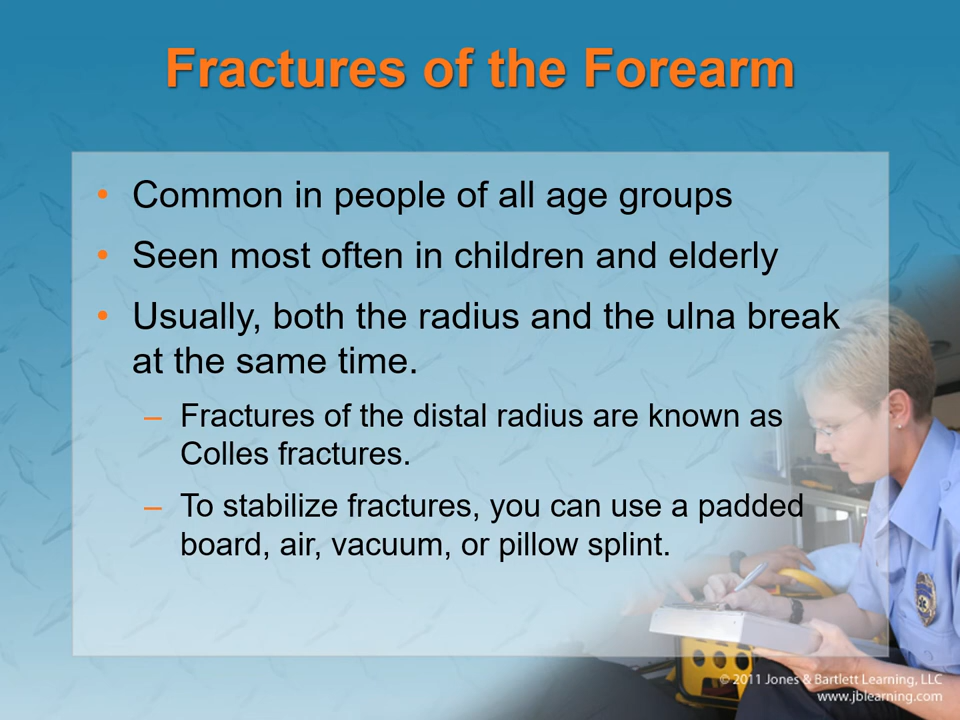 Fractures of the Forearm
• Common in people of all age groups
• Seen most often in children and elderly
• Usually, both the radius and the ulna break
at the same time.
– Fractures of the distal radius are known as
Colles fractures.
– To stabilize fractures, you can use a padded
board, air, vacuum, or pillow splint.
© 2011 Jones & Bartlett Learning, LLC
www.jblearning.com